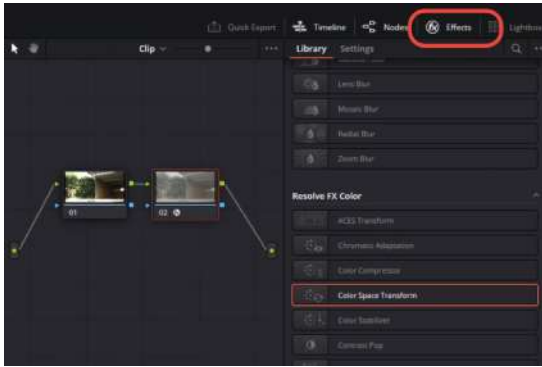 Quick Export
Timeline
Nodes
Effects
Lightbox
Clip
Library
Settings
Lens Blur
Mosaic Blur
Radial Blur
Zoom Blur
01
02
Resolve FX Color
ACES Transform
Chromatic Adaptation
Color Compressor
Color Space Transform
Color Stabilizer
Contrast Pop